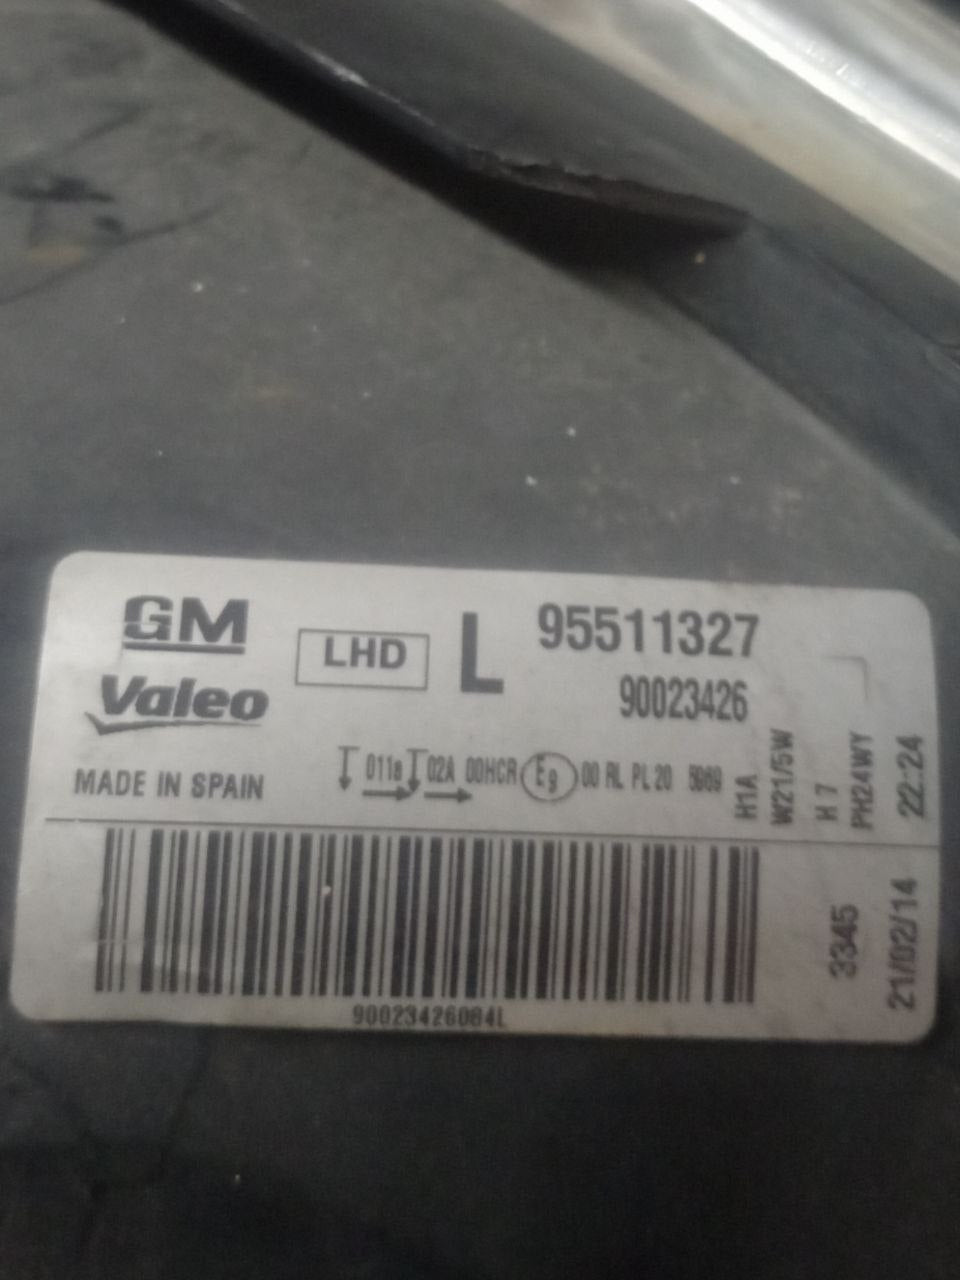 GM
Valeo
LHD
L
95511327
90023426
MADE IN SPAIN
011a 02A 00HCR E9 00 RL PL 20 5969
H1A
W21/5W
H 7
PH24WY
22:24
3345
21/02/14
90023426084L